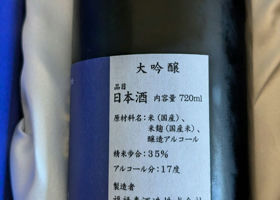 大吟醸
品目
日本酒 内容量 720ml
原材料名：米（国産）、
米麹（国産米）、
醸造アルコール
精米歩合：35%
アルコール分：17度
製造者